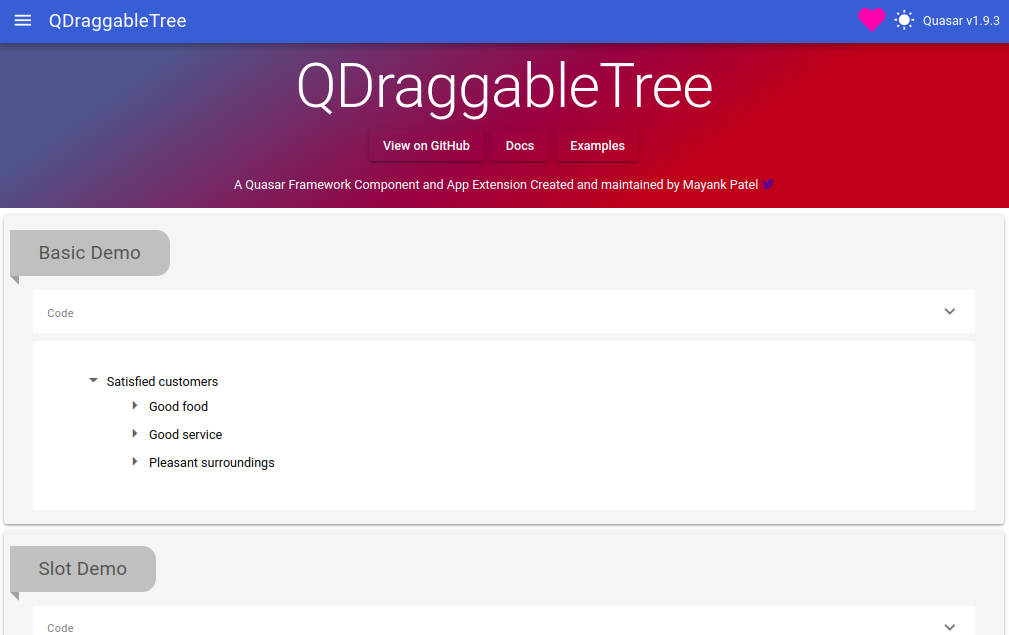 QDraggableTree
Quasar v1.9.3
QDraggableTree
View on GitHub
Docs
Examples
A Quasar Framework Component and App Extension Created and maintained by Mayank Patel
Basic Demo
Code
Satisfied customers
Good food
Good service
Pleasant surroundings
Slot Demo
Code